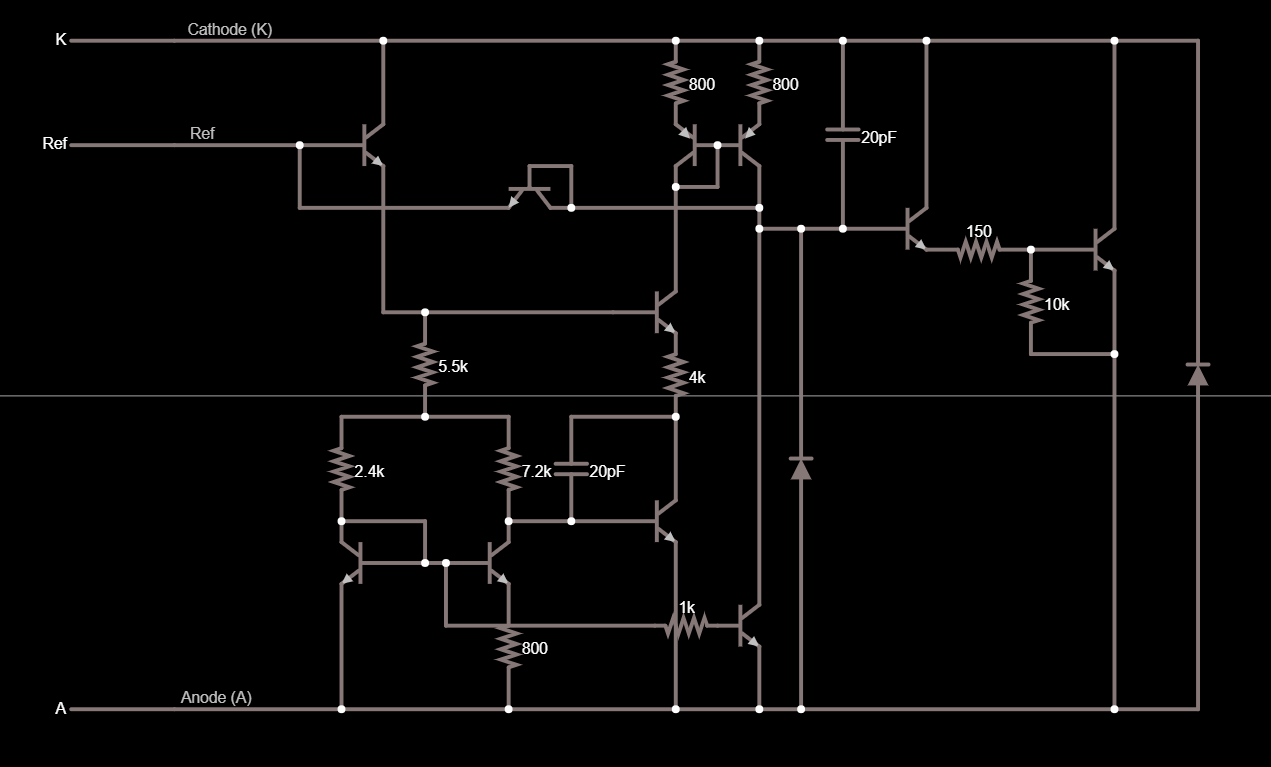 Cathode (K)
K
800
800
Ref
Ref
20pF
150
10k
5.5k
4k
2.4k
7.2k
20pF
1k
800
Anode (A)
A